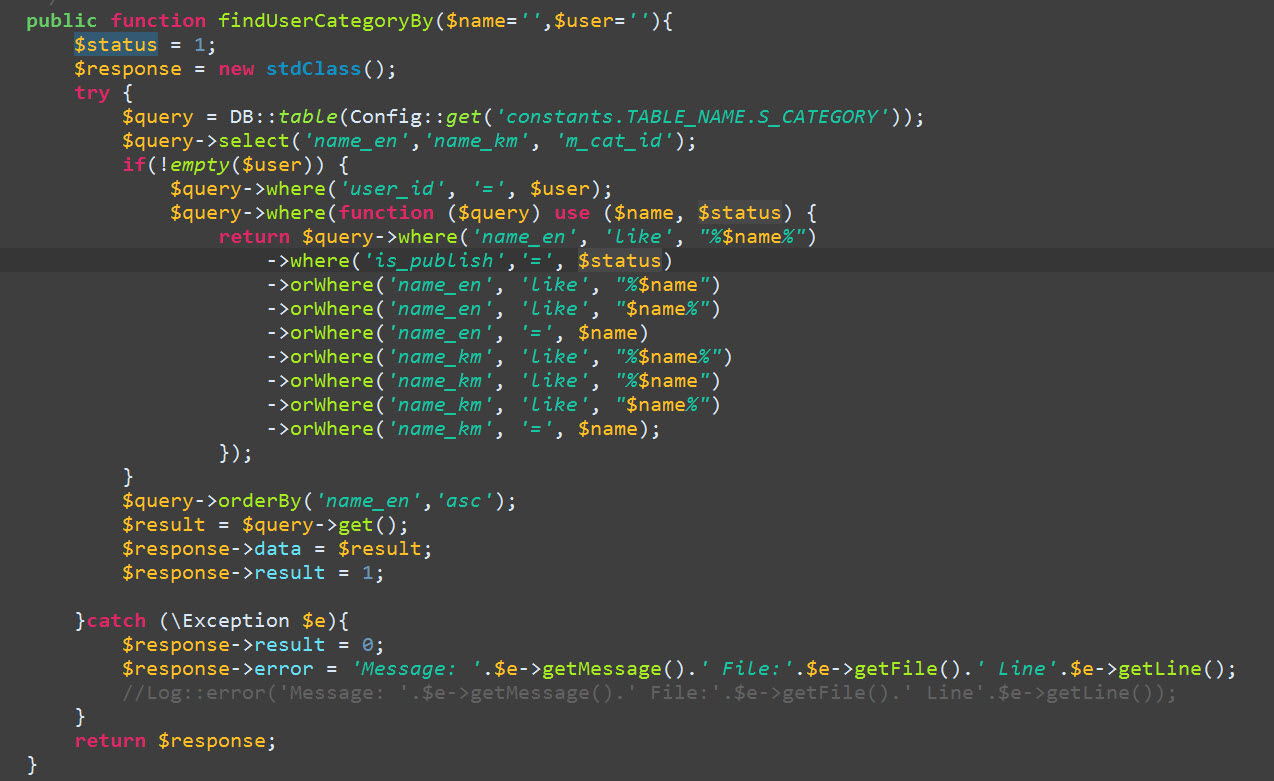 public function findUserCategoryBy($name='',$user=''){
    $status = 1;
    $response = new stdClass();
    try {
        $query = DB::table(Config::get('constants.TABLE_NAME.S_CATEGORY'));
        $query->select('name_en','name_km', 'm_cat_id');
        if(!empty($user)) {
            $query->where('user_id', '=', $user);
            $query->where(function ($query) use ($name, $status) {
                return $query->where('name_en', 'like', "%$name%")
                    ->where('is_publish','=', $status)
                    ->orWhere('name_en', 'like', "%$name")
                    ->orWhere('name_en', 'like', "$name%")
                    ->orWhere('name_en', '=', $name)
                    ->orWhere('name_km', 'like', "%$name%")
                    ->orWhere('name_km', 'like', "%$name")
                    ->orWhere('name_km', 'like', "$name%")
                    ->orWhere('name_km', '=', $name);
                });
        }
        $query->orderBy('name_en','asc');
        $result = $query->get();
        $response->data = $result;
        $response->result = 1;

    }catch (\Exception $e){
        $response->result = 0;
        $response->error = 'Message: '.$e->getMessage().' File:'.$e->getFile().' Line'.$e->getLine();
        //Log::error('Message: '.$e->getMessage().' File:'.$e->getFile().' Line'.$e->getLine());
    }
    return $response;
}